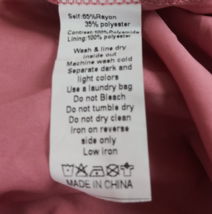 Self:65%Rayon
35% polyester
Contrast:100% Polyamide
Lining:100% polyester
Wash & line dry
inside out
Machine wash cold
Separate dark and
light colors
Use a laundry bag
Do not Bleach
Do not tumble dry
Do not dry clean
Iron on reverse
side only
Low iron
MADE IN CHINA